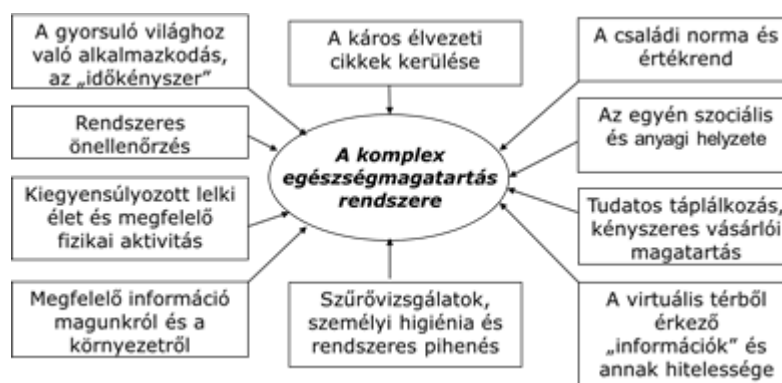 A gyorsuló világhoz
való alkalmazkodás,
az „időkényszer”
A káros élvezeti
cikkek kerülése
A családi norma és
értékrend
Rendszeres
önellenőrzés
Az egyén szociális
és anyagi helyzete
A komplex
egészségmagatartás
rendszere
Kiegyensúlyozott lelki
élet és megfelelő
fizikai aktivitás
Tudatos táplálkozás,
kényszeres vásárlói
magatartás
Megfelelő információ
magunkról és a
környezetről
Szűrővizsgálatok,
személyi higiénia és
rendszeres pihenés
A virtuális térből
érkező
„információk” és
annak hitelessége